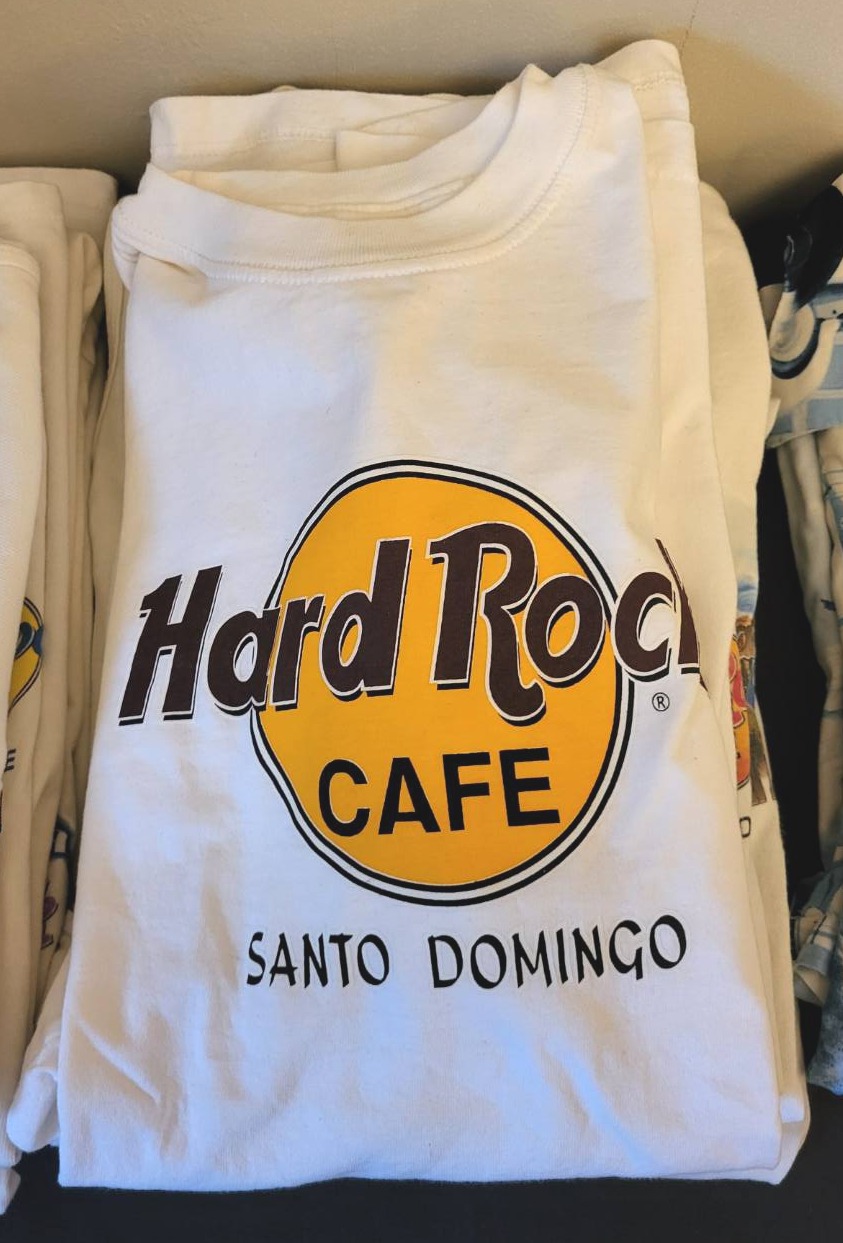 Hard Rock
®
CAFE
SANTO DOMINGO